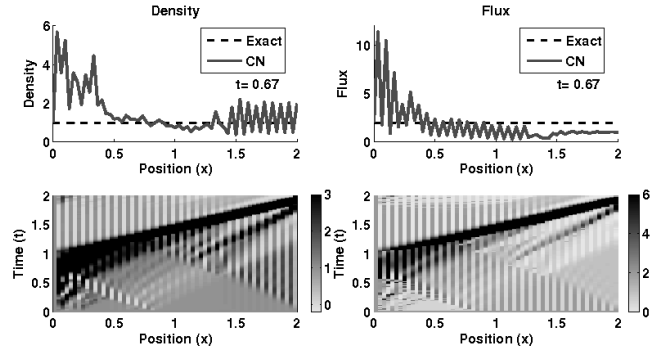 Density
Exact
CN
t= 0.67
Density
6
4
2
0
0 0.5 1 1.5 2
Position (x)
Flux
Exact
CN
t= 0.67
Flux
10
5
0
0 0.5 1 1.5 2
Position (x)
Time (t)
2
1.5
1
0.5
0
0 0.5 1 1.5 2
Position (x)
3
2
1
0
Time (t)
2
1.5
1
0.5
0
0 0.5 1 1.5 2
Position (x)
6
4
2
0